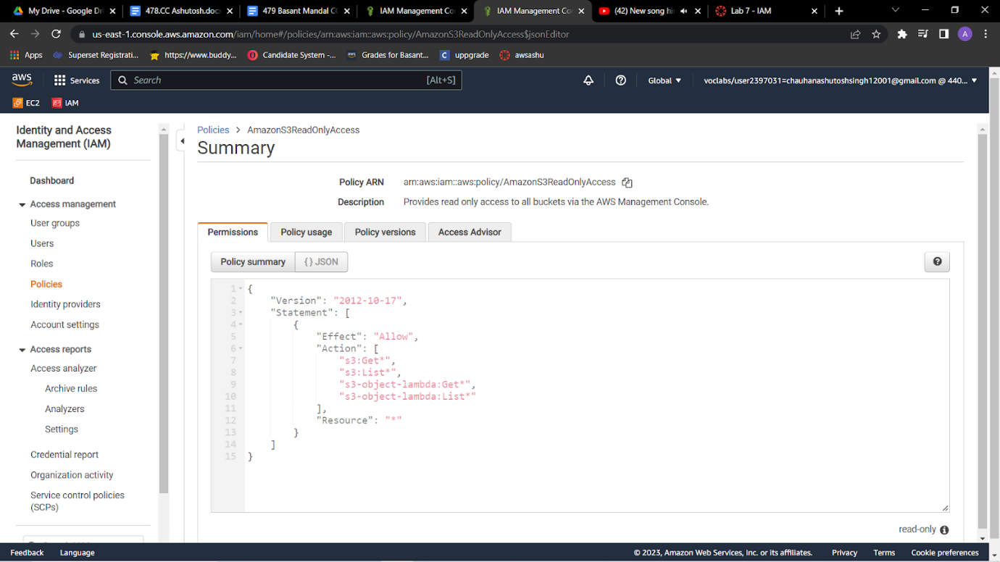 My Drive - Google Dr
478.CC Ashutosh.docx
479 Basant Mandal CC
IAM Management Co
IAM Management Co
(42) New song hi
Lab 7 - IAM
us-east-1.console.aws.amazon.com/iam/home#/policies/arn:aws:iam::aws:policy/AmazonS3ReadOnlyAccess$jsonEditor
A
Apps
Superset Registrati...
https://www.buddy...
Candidate System -...
Grades for Basant...
uppgrade
awsashu
aws
Services
Search
[Alt+S]
Global
voclabs/user2397031=chauhanashutoshsingh12001@gmail.com @ 440...
EC2
IAM
Identity and Access
Management (IAM)
Dashboard
Access management
User groups
Users
Roles
Policies
Identity providers
Account settings
Access reports
Access analyzer
Archive rules
Analyzers
Settings
Credential report
Organization activity
Service control policies
(SCPs)
Policies > AmazonS3ReadOnlyAccess
Summary
Policy ARN arn:aws:iam::aws:policy/AmazonS3ReadOnlyAccess
Description Provides read only access to all buckets via the AWS Management Console.
Permissions
Policy usage
Policy versions
Access Advisor
Policy summary
{ } JSON
1 {
2 "Version": "2012-10-17",
3 "Statement": [
4 {
5 "Effect": "Allow",
6 "Action": [
7 "s3:Get*",
8 "s3:List*",
9 "s3-object-lambda:Get*",
10 "s3-object-lambda:List*"
11 ],
12 "Resource": "*"
13 }
14 ]
15 }
read-only
Feedback
Language
© 2023, Amazon Web Services, Inc. or its affiliates.
Privacy
Terms
Cookie preferences